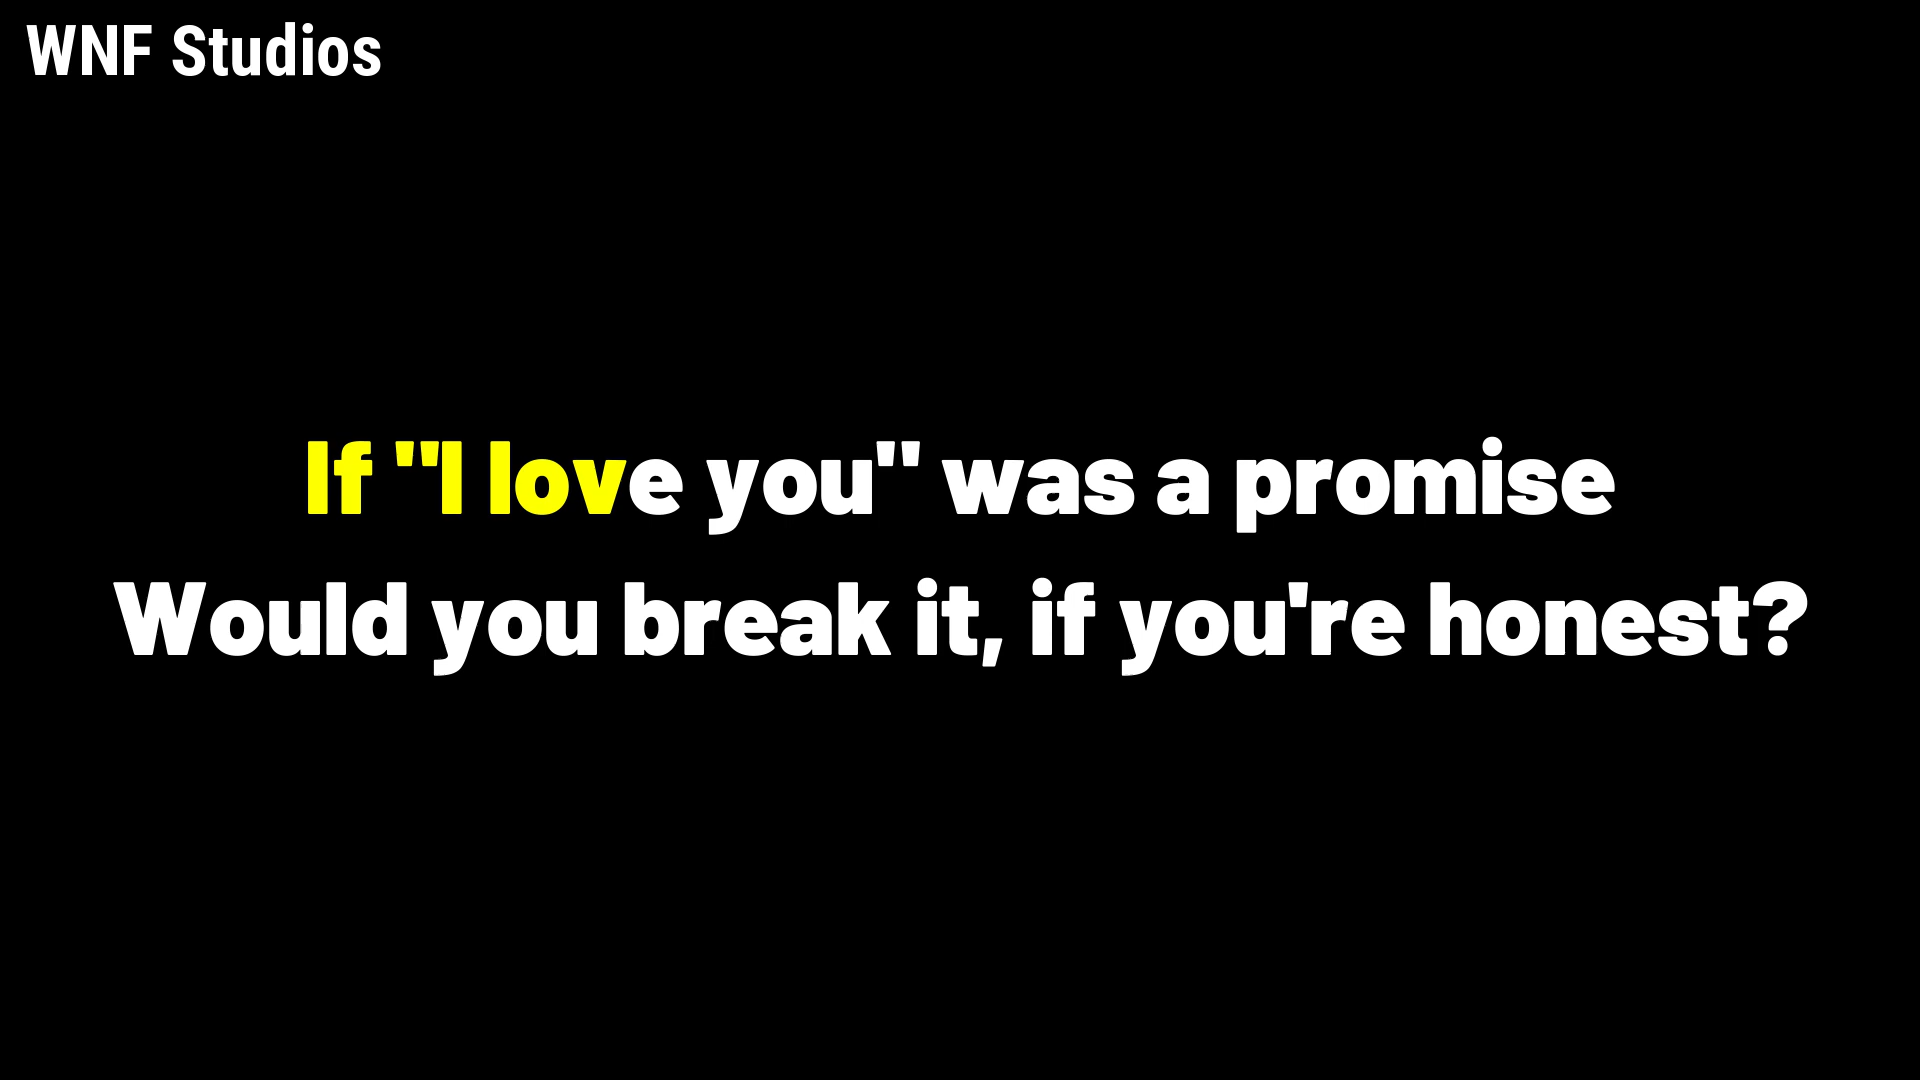 WNF Studios
If "I love you" was a promise
Would you break it, if you're honest?